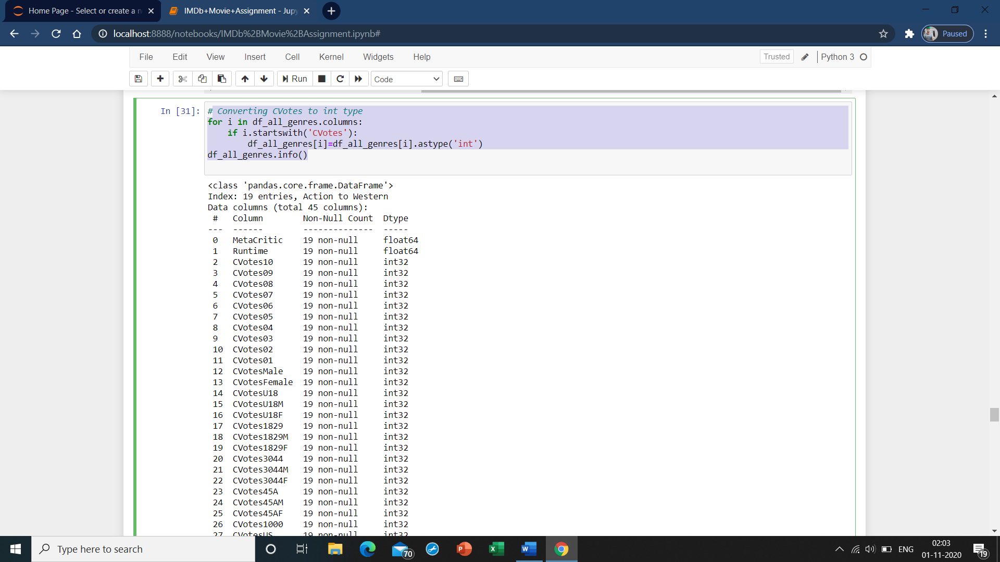 Home Page - Select or create a n
IMDb+Movie+Assignment - Jupy
localhost:8888/notebooks/IMDb%2BMovie%2BAssignment.ipynb#
Paused
File Edit View Insert Cell Kernel Widgets Help
Trusted
Python 3
Run
Code
In [31]:
# Converting CVotes to int type
for i in df_all_genres.columns:
    if i.startswith('CVotes'):
        df_all_genres[i]=df_all_genres[i].astype('int')
df_all_genres.info()
<class 'pandas.core.frame.DataFrame'>
Index: 19 entries, Action to Western
Data columns (total 45 columns):
 #   Column        Non-Null Count  Dtype
---  ------        --------------  -----
 0   MetaCritic    19 non-null     float64
 1   Runtime       19 non-null     float64
 2   CVotes10      19 non-null     int32
 3   CVotes09      19 non-null     int32
 4   CVotes08      19 non-null     int32
 5   CVotes07      19 non-null     int32
 6   CVotes06      19 non-null     int32
 7   CVotes05      19 non-null     int32
 8   CVotes04      19 non-null     int32
 9   CVotes03      19 non-null     int32
 10  CVotes02      19 non-null     int32
 11  CVotes01      19 non-null     int32
 12  CVotesMale    19 non-null     int32
 13  CVotesFemale  19 non-null     int32
 14  CVotesU18     19 non-null     int32
 15  CVotesU18M    19 non-null     int32
 16  CVotesU18F    19 non-null     int32
 17  CVotes1829    19 non-null     int32
 18  CVotes1829M   19 non-null     int32
 19  CVotes1829F   19 non-null     int32
 20  CVotes3044    19 non-null     int32
 21  CVotes3044M   19 non-null     int32
 22  CVotes3044F   19 non-null     int32
 23  CVotes45A     19 non-null     int32
 24  CVotes45AM    19 non-null     int32
 25  CVotes45AF    19 non-null     int32
 26  CVotes1000    19 non-null     int32
 27  CVotesUS      19 non-null     int32
Type here to search
70
ENG
02:03
01-11-2020
19